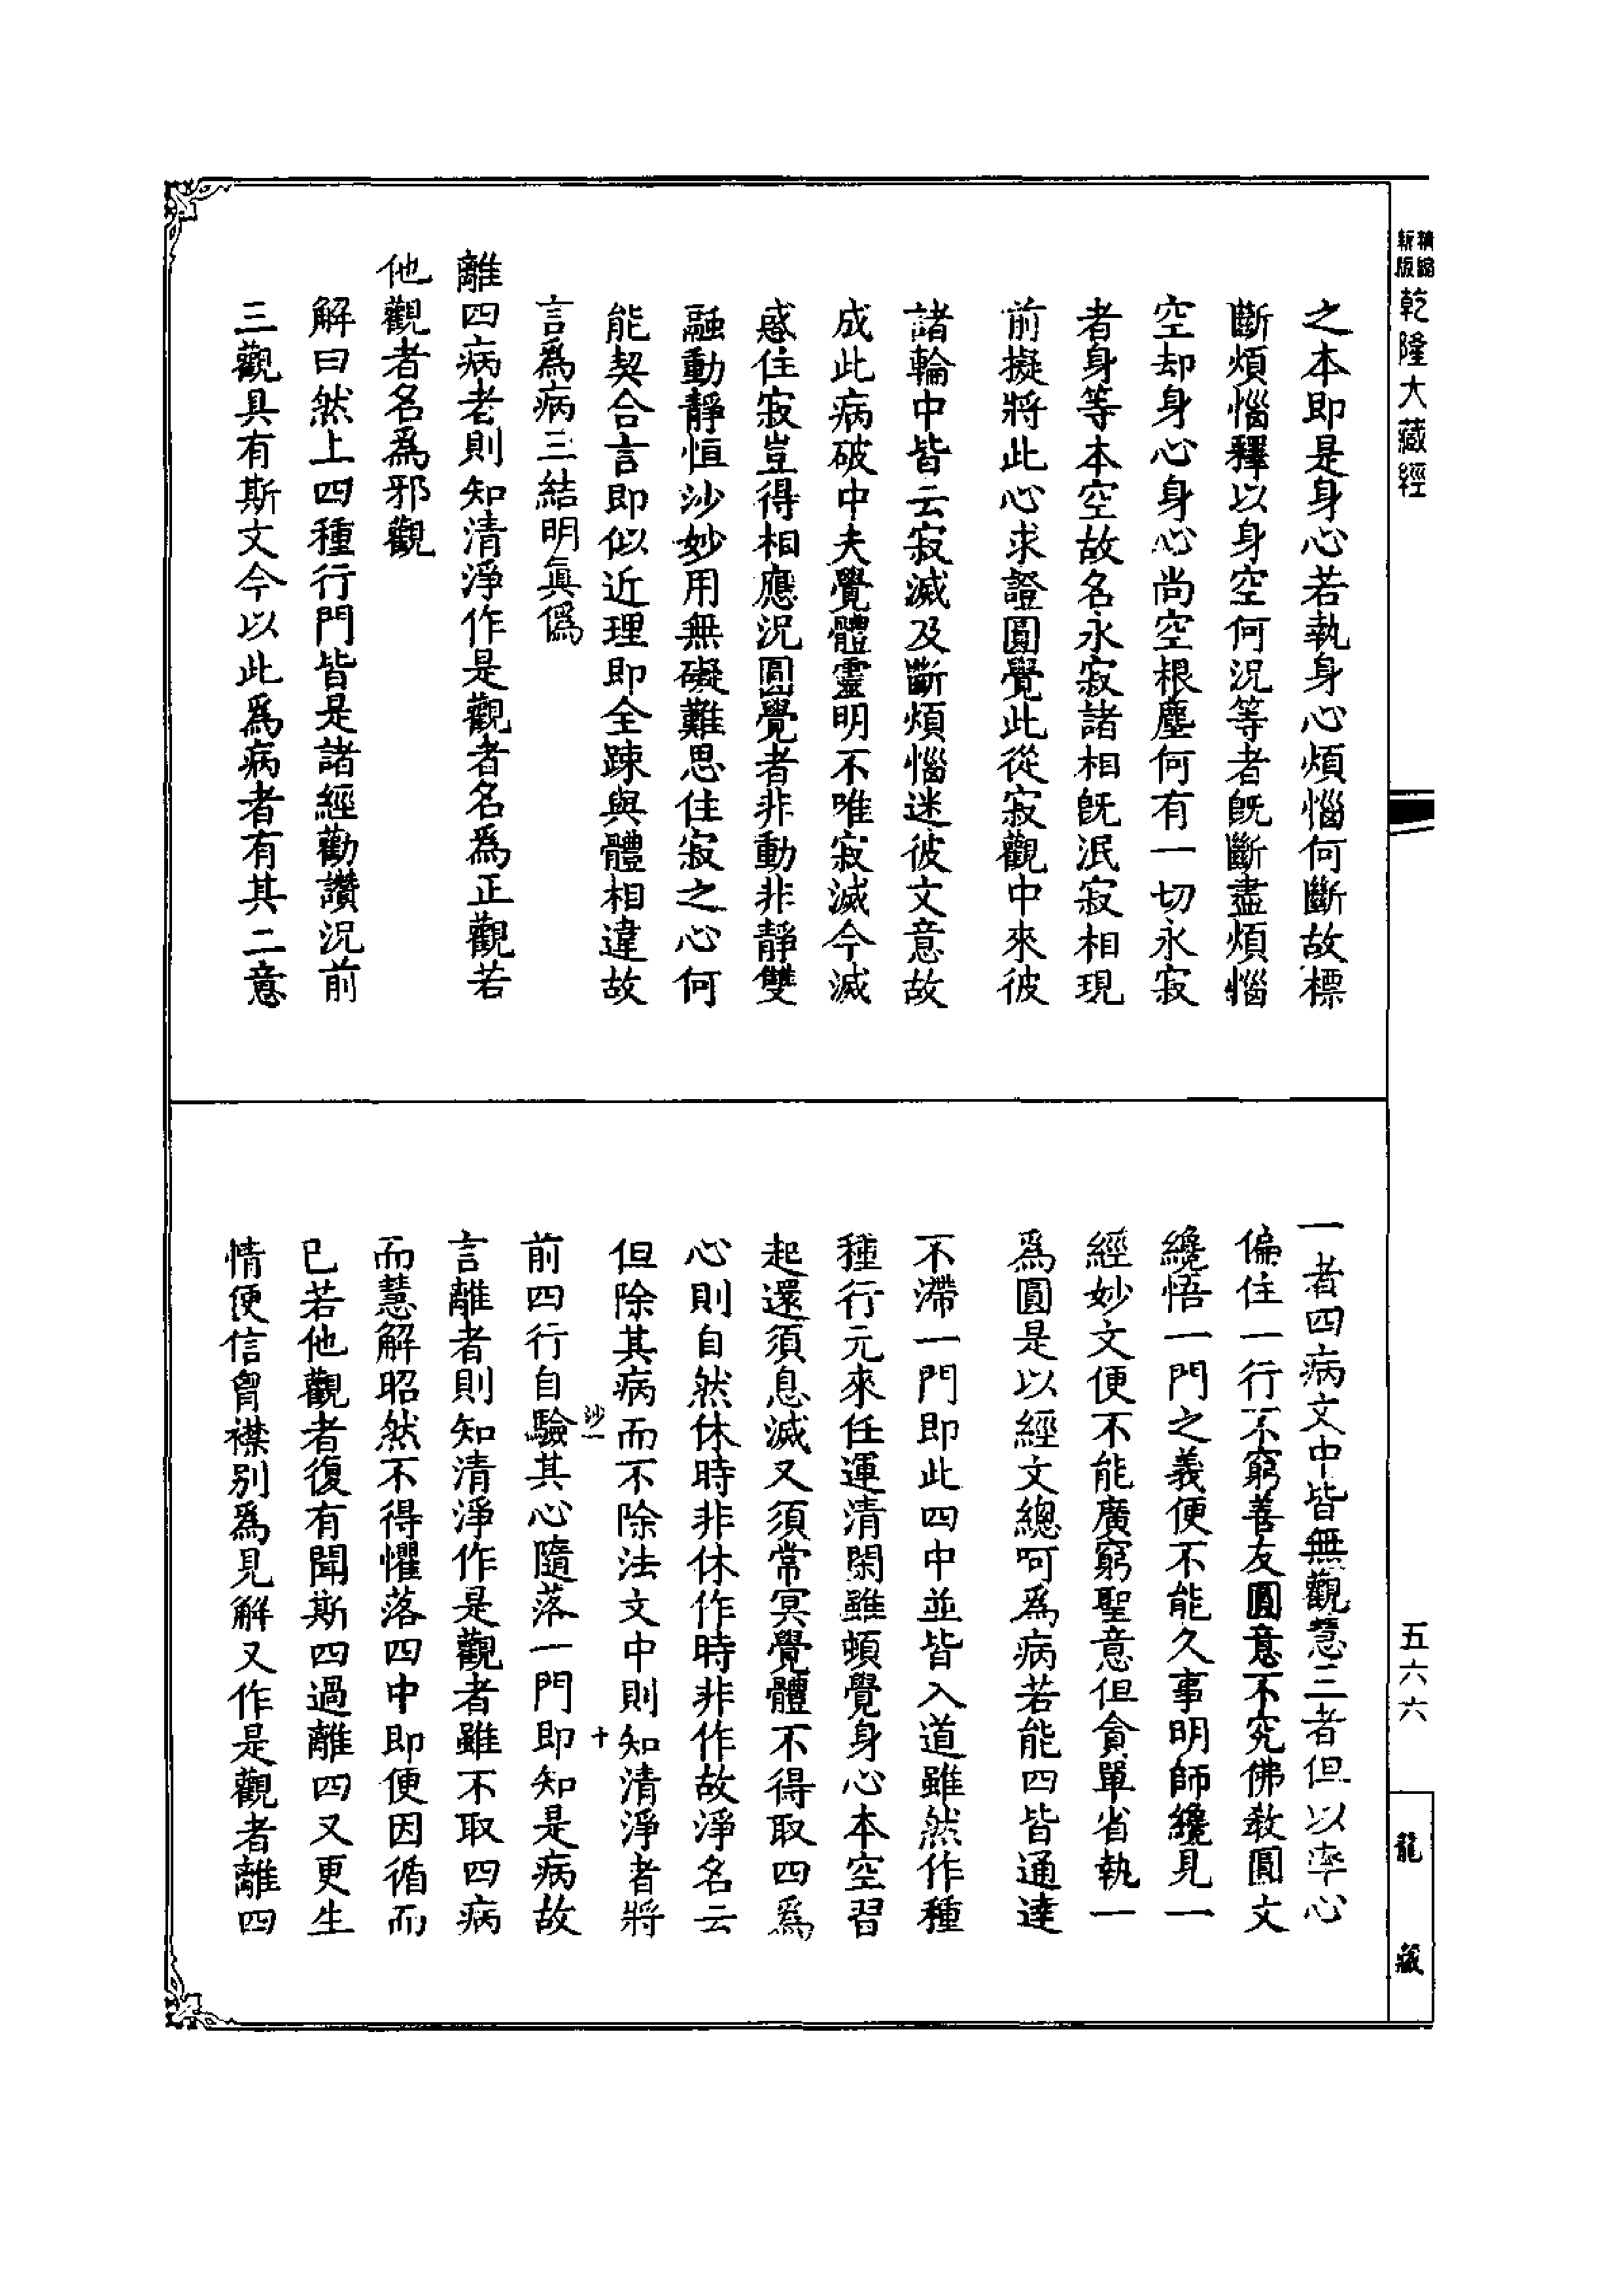 精縮
新版
乾隆大藏經
之本即是身心若執身心煩惱何斷故標
斷煩惱釋以身空何況等者旣斷盡煩惱
空却身心身心尚空根塵何有一切永寂
者身等本空故名永寂諸相旣泯寂相現
前擬將此心求證圓覺此從寂觀中來彼
諸輪中皆云寂滅及斷煩惱迷彼文意故
成此病破中夫覺體靈明不唯寂滅今滅
惑住寂豈得相應況圓覺者非動非靜雙
融動靜恒沙妙用無礙難思住寂之心何
能契合言即似近理即全踈與體相違故
言爲病三結明眞僞
離四病者則知清淨作是觀者名爲正觀若
他觀者名爲邪觀
解曰然上四種行門皆是諸經勸讚況前
三觀具有斯文今以此爲病者有其二意
一者四病文中皆無觀慧三者但以率心
偏住一行不窮善友圓意不究佛教圓文
纔悟一門之義便不能久事明師纔見一
經妙文便不能廣窮聖意但貪單省執一
爲圓是以經文總呵爲病若能四皆通達
不滯一門即此四中並皆入道雖然作種
種行元來任運清閑雖頓覺身心本空習
起還須息滅又須常冥覺體不得取四爲
心則自然休時非休作時非作故淨名云
但除其病而不除法文中則知清淨者將
沙一
十
前四行自驗其心隨落一門即知是病故
言離者則知清淨作是觀者雖不取四病
而慧解昭然不得懼落四中即便因循而
已若他觀者復有聞斯四過離四又更生
情便信胷襟別爲見解又作是觀者離四
五六六
龍藏